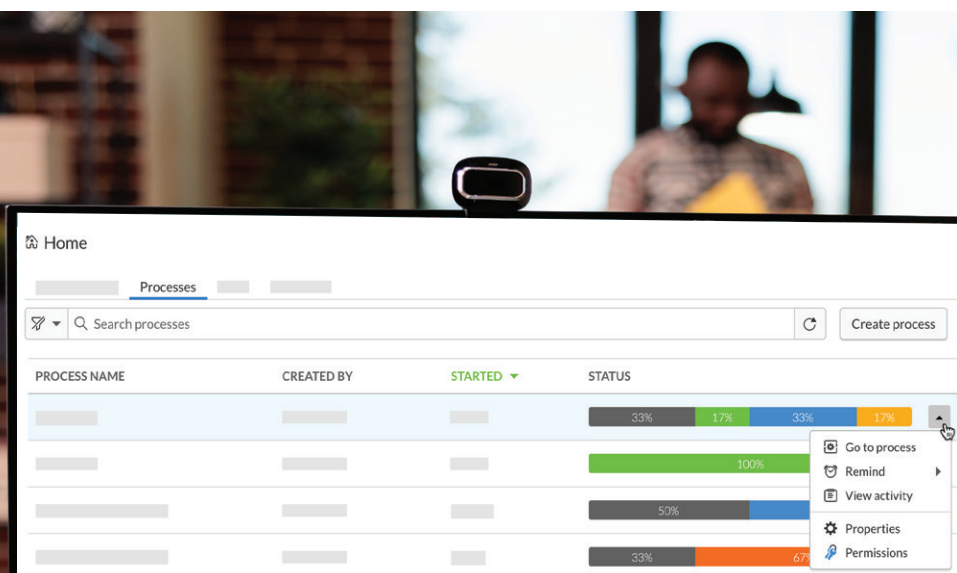 Home
Processes
Search processes
Create process
PROCESS NAME CREATED BY STARTED STATUS
33% 17% 33% 17%
Go to process
100%
Remind
View activity
50%
Properties
33%
Permissions